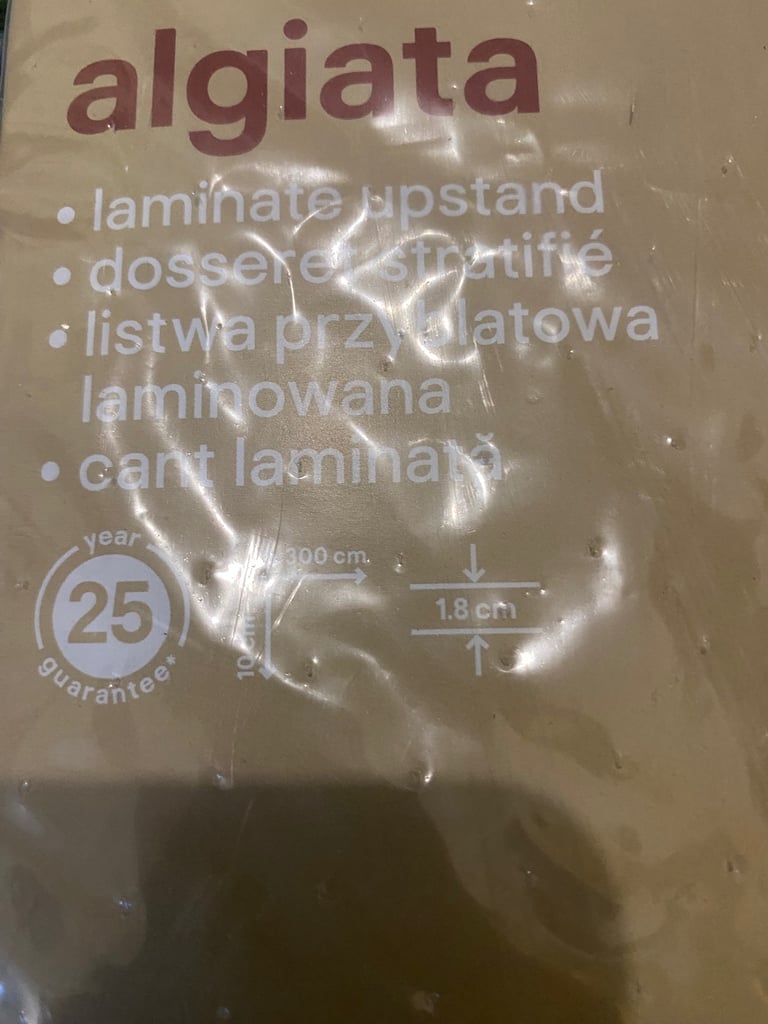 algiata
• laminate upstand
• dosseret stratifié
• listwa przyblatowa
laminowana
• cant laminată
year
25
guarantee*
300 cm
10 cm
1.8 cm